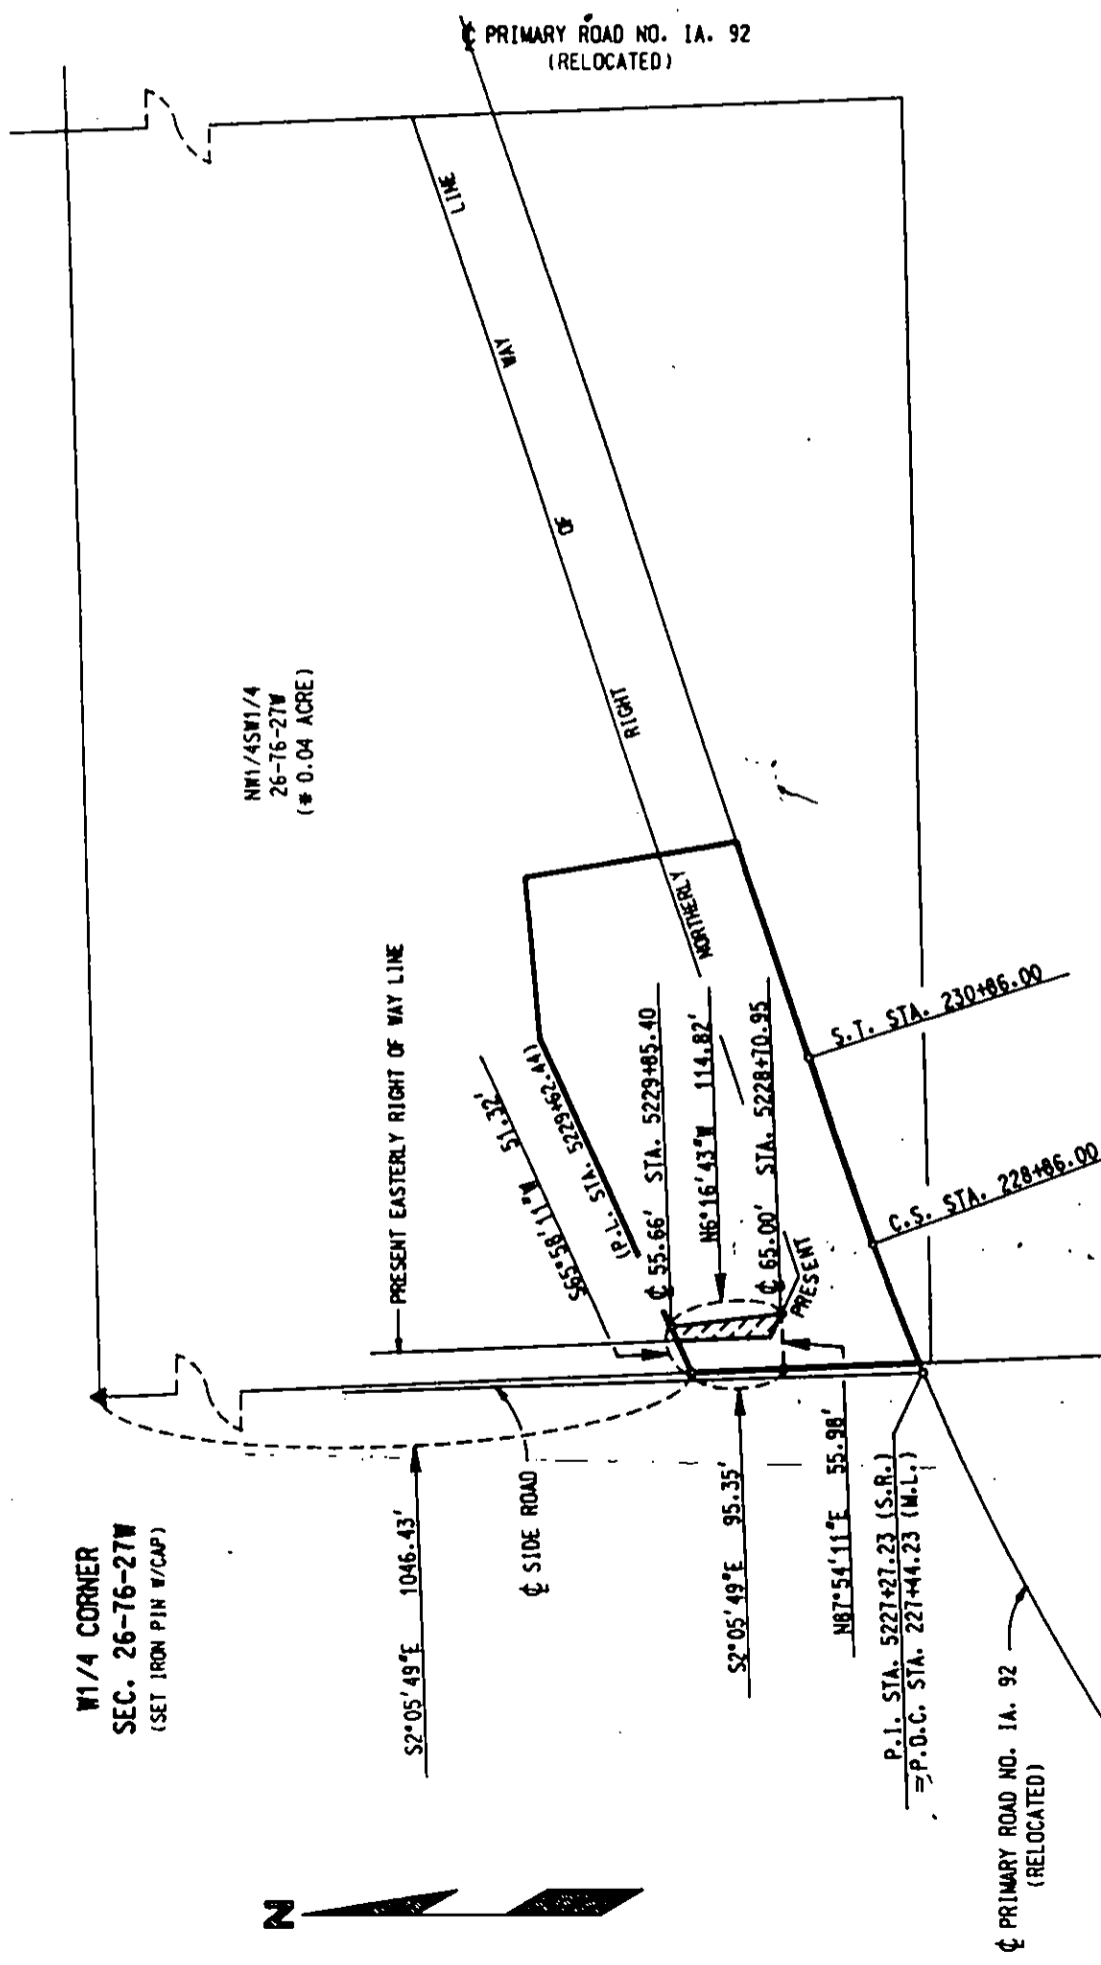 ℄ PRIMARY ROAD NO. IA. 92
(RELOCATED)
LINE
WAY
OF
RIGHT
NORTHERLY
PRESENT
NW1/4SW1/4
26-76-27W
(* 0.04 ACRE)
PRESENT EASTERLY RIGHT OF WAY LINE
S65°58'11"W 51.32'
(P.L. STA. 5229+62.44)
℄ 55.66' STA. 5229+85.40
N6°16'43"W 114.82'
℄ 65.00' STA. 5228+70.95
S.T. STA. 230+86.00
C.S. STA. 228+86.00
W1/4 CORNER
SEC. 26-76-27W
(SET IRON PIN W/CAP)
S2°05'49"E 1046.43'
℄ SIDE ROAD
S2°05'49"E 95.35'
N87°54'11"E 55.98'
P.I. STA. 5227+27.23 (S.R.)
=P.O.C. STA. 227+44.23 (M.L.)
℄ PRIMARY ROAD NO. IA. 92
(RELOCATED)
N